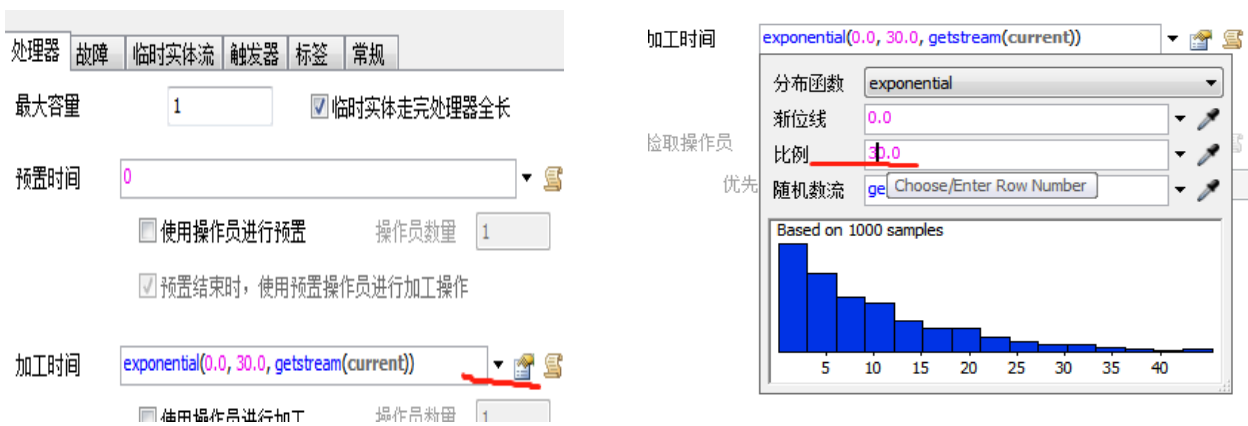 处理器 故障 临时实体流 触发器 标签 常规
最大容量 1 临时实体走完处理器全长
预置时间 0
使用操作员进行预置 操作员数量 1
预置结束时，使用预置操作员进行加工操作
加工时间 exponential(0.0, 30.0, getstream(current))
使用操作员进行加工 操作员数量 1
加工时间 exponential(0.0, 30.0, getstream(current))
分布函数 exponential
渐位线 0.0
捡取操作员
比例 30.0
优先
随机数流 ge
Choose/Enter Row Number
Based on 1000 samples
5 10 15 20 25 30 35 40